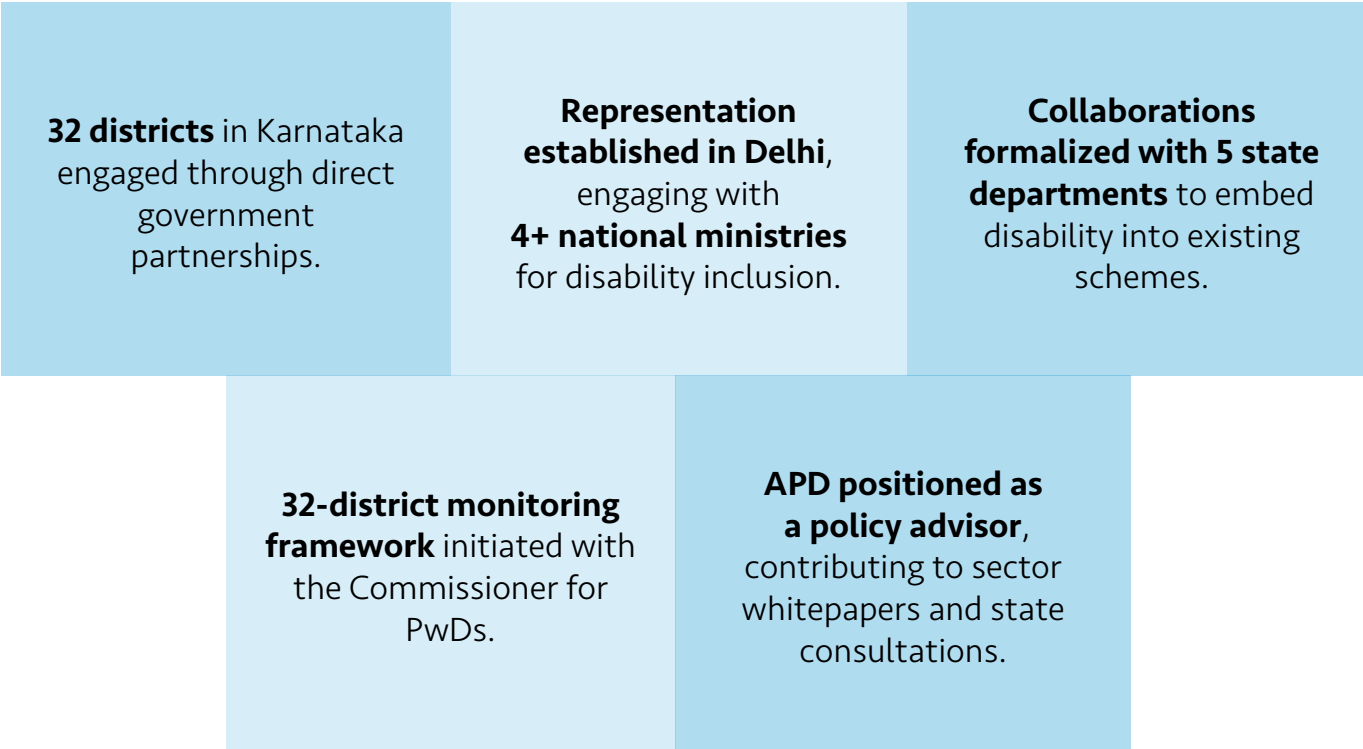 32 districts in Karnataka
engaged through direct
government
partnerships.
Representation
established in Delhi,
engaging with
4+ national ministries
for disability inclusion.
Collaborations
formalized with 5 state
departments to embed
disability into existing
schemes.
32-district monitoring
framework initiated with
the Commissioner for
PwDs.
APD positioned as
a policy advisor,
contributing to sector
whitepapers and state
consultations.